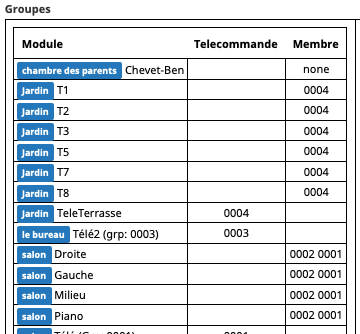 Groupes
Module Telecommande Membre
chambre des parents Chevet-Ben none
Jardin T1 0004
Jardin T2 0004
Jardin T3 0004
Jardin T5 0004
Jardin T7 0004
Jardin T8 0004
Jardin TeleTerrasse 0004
le bureau Télé2 (grp: 0003) 0003
salon Droite 0002 0001
salon Gauche 0002 0001
salon Milieu 0002 0001
salon Piano 0002 0001